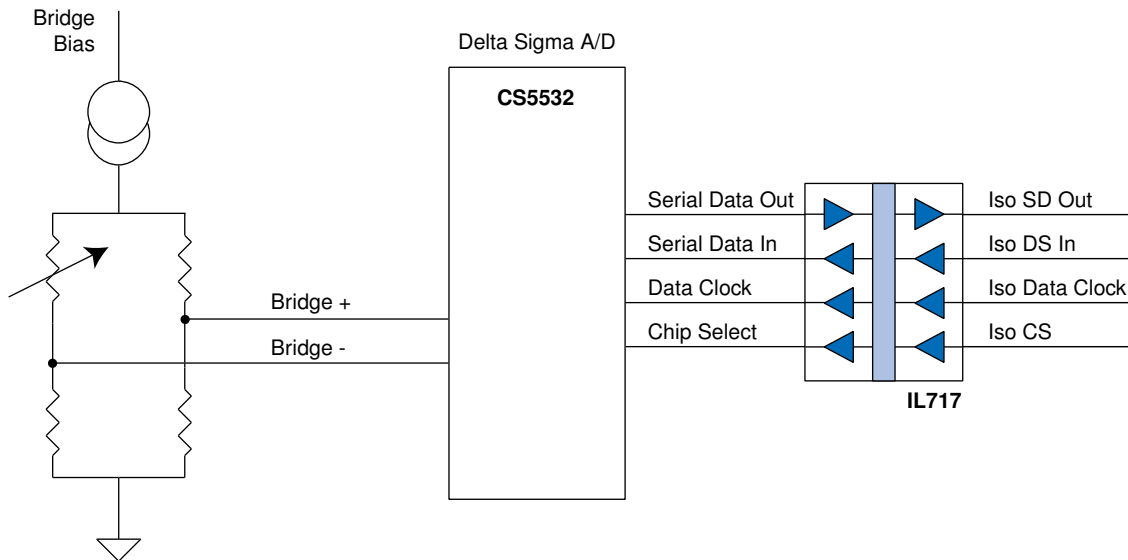 Bridge
Bias
Delta Sigma A/D
CS5532
Serial Data Out
Iso SD Out
Serial Data In
Iso DS In
Data Clock
Iso Data Clock
Chip Select
Iso CS
Bridge +
Bridge -
IL717